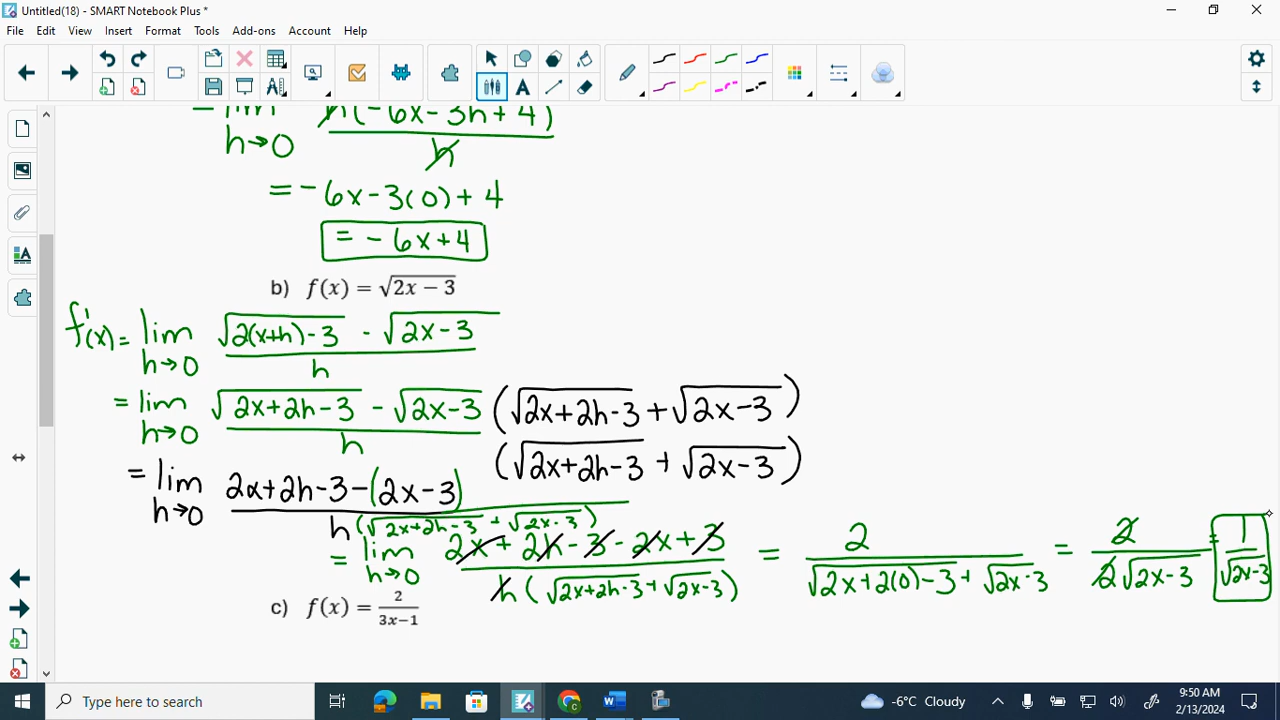 Untitled(18) - SMART Notebook Plus *
File Edit View Insert Format Tools Add-ons Account Help
= lim h→0 h(-6x-3h+4) / h
= -6x-3(0)+4
= -6x+4
b) f(x) = √(2x − 3)
f'(x) = lim h→0 (√(2(x+h)-3) - √(2x-3)) / h
= lim h→0 (√(2x+2h-3) - √(2x-3)) / h (√(2x+2h-3) + √(2x-3)) / (√(2x+2h-3) + √(2x-3))
= lim h→0 (2x+2h-3-(2x-3)) / h(√(2x+2h-3) + √(2x-3))
= lim h→0 (2x+2h-3-2x+3) / h(√(2x+2h-3)+√(2x-3)) = 2 / (√(2x+2(0)-3) + √(2x-3)) = 2 / 2√(2x-3) = 1 / √(2x-3)
c) f(x) = 2 / (3x−1)
Type here to search
-6°C Cloudy
9:50 AM
2/13/2024